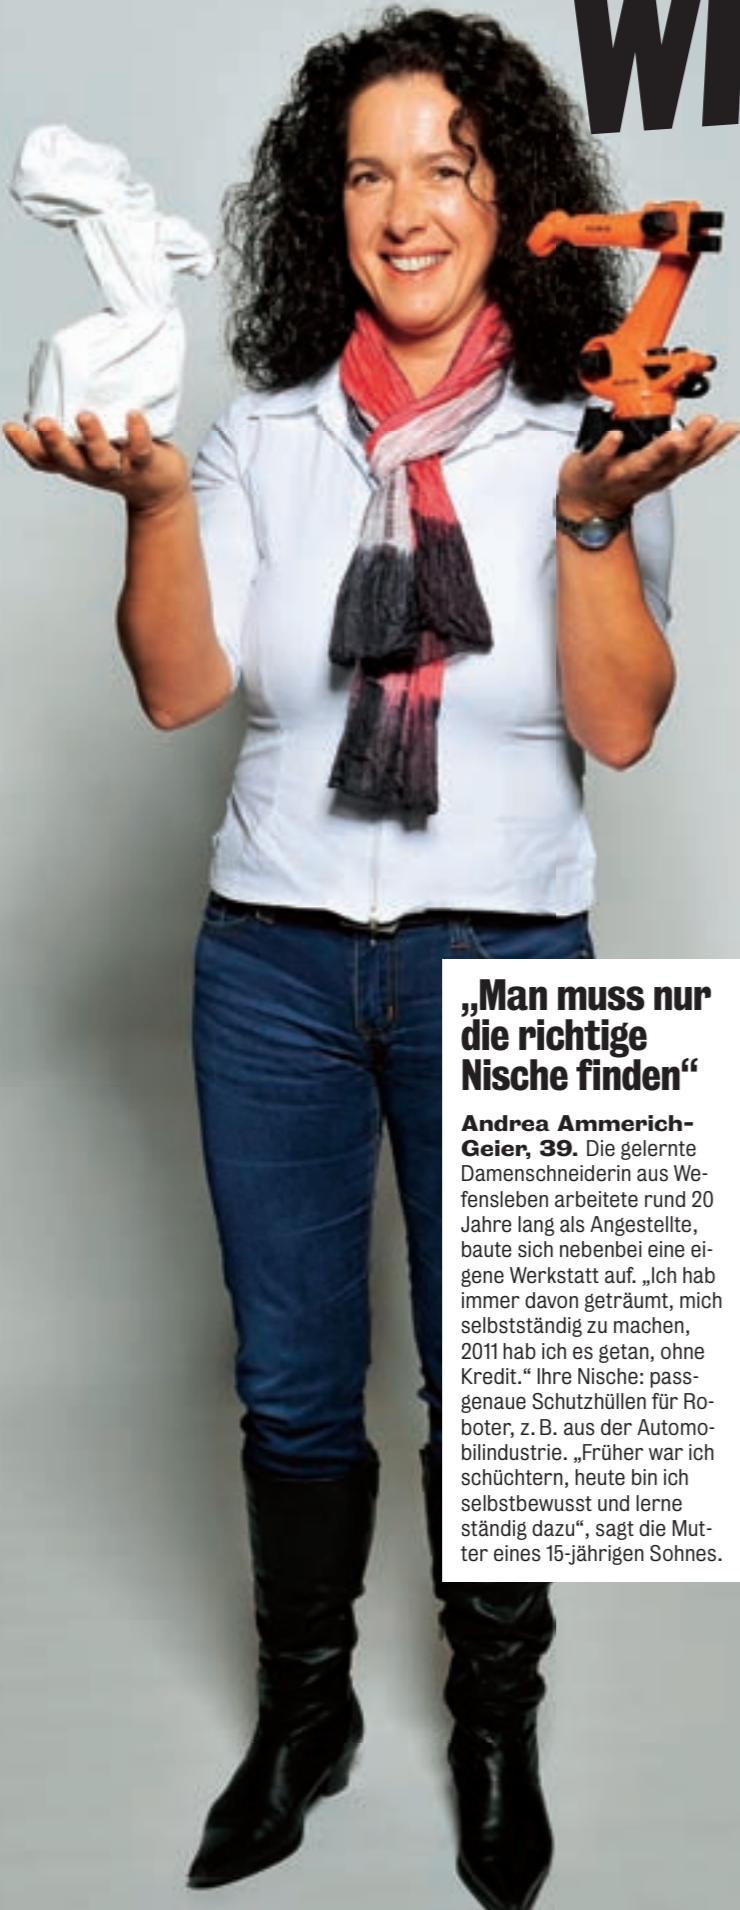 WI
„Man muss nur
die richtige
Nische finden“
Andrea Ammerich-
Geier, 39. Die gelernte
Damenschneiderin aus We-
fensleben arbeitete rund 20
Jahre lang als Angestellte,
baute sich nebenbei eine ei-
gene Werkstatt auf. „Ich hab
immer davon geträumt, mich
selbstständig zu machen,
2011 hab ich es getan, ohne
Kredit.“ Ihre Nische: pass-
genaue Schutzhüllen für Ro-
boter, z. B. aus der Automo-
bilindustrie. „Früher war ich
schüchtern, heute bin ich
selbstbewusst und lerne
ständig dazu“, sagt die Mut-
ter eines 15-jährigen Sohnes.